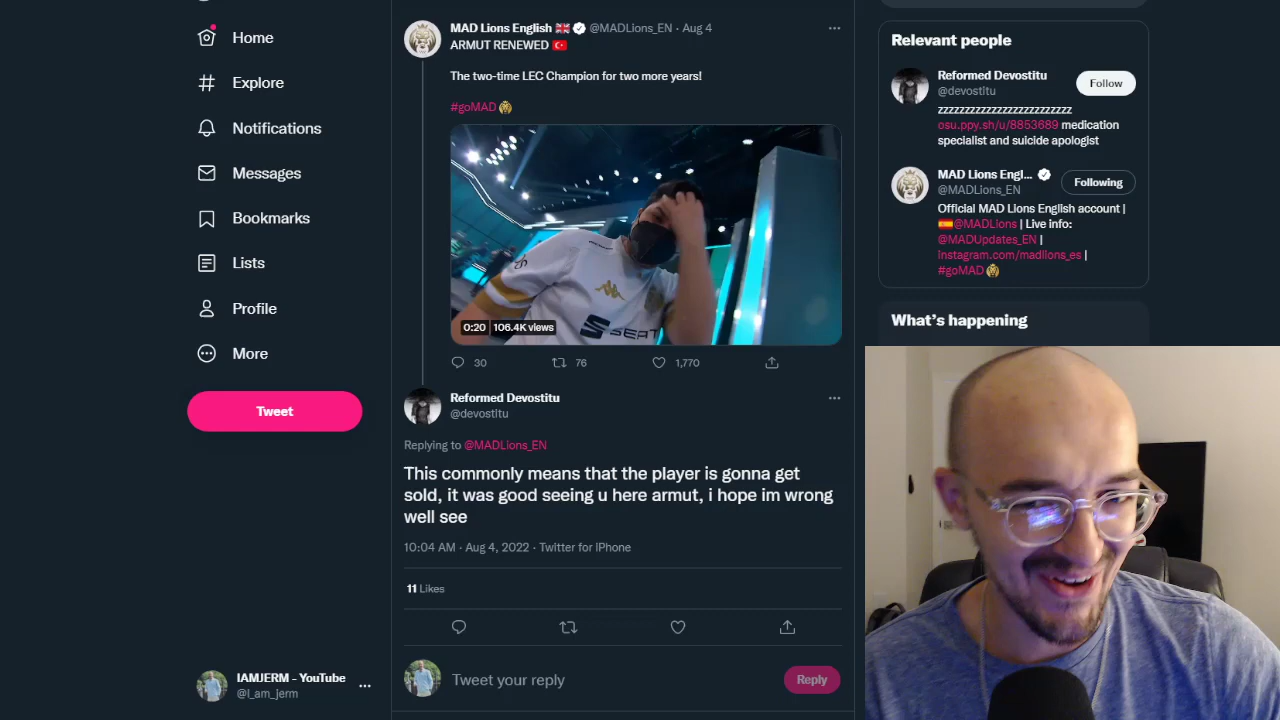 Home
Explore
Notifications
Messages
Bookmarks
Lists
Profile
More
Tweet
IAMJERM - YouTube
@I_am_jerm
MAD Lions English 🇬🇧 @MADLions_EN · Aug 4
ARMUT RENEWED 🇹🇷
The two-time LEC Champion for two more years!
#goMAD
SEAT
0:20 106.4K views
30 76 1,770
Reformed Devostitu
@devostitu
Replying to @MADLions_EN
This commonly means that the player is gonna get
sold, it was good seeing u here armut, i hope im wrong
well see
10:04 AM · Aug 4, 2022 · Twitter for iPhone
11 Likes
Tweet your reply
Reply
Relevant people
Reformed Devostitu
@devostitu
Follow
zzzzzzzzzzzzzzzzzzzzzzzzz
osu.ppy.sh/u/8853689 medication
specialist and suicide apologist
MAD Lions Engl...
@MADLions_EN
Following
Official MAD Lions English account |
🇪🇸@MADLions | Live info:
@MADUpdates_EN |
instagram.com/madlions_es |
#goMAD
What's happening